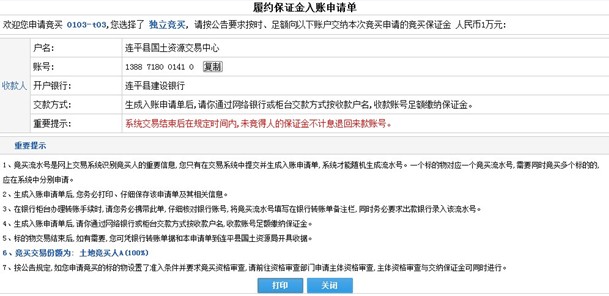 履约保证金入账申请单
欢迎您申请竞买 0103-t03,您选择了 独立竞买, 请按公告要求按时、足额向以下账户交纳本次竞买申请的竞买保证金 人民币1万元:
收款人
户名: 连平县国土资源交易中心
账号: 1388 7180 0141 0 复制
开户银行: 连平县建设银行
交款方式: 生成入账申请单后,请你通过网络银行或柜台交款方式按收款户名,收款账号足额缴纳保证金。
重要提示: 系统交易结束后在规定时间内,未竞得人的保证金不计息退回来款账号。
重要提示
1、竞买流水号是网上交易系统识别竞买人的重要信息,您只有在交易系统中提交并生成入账申请单,系统才能随机生成流水号。一个标的物对应一个竞买流水号,需要同时竞买多个标的的,
应在系统中分别申请。
2、生成入账申请单后,您务必打印、仔细保存该申请单及其相关信息。
3、在银行柜台办理转账手续时,请您务必携带此单,仔细核对银行账号,将竞买流水号填写在银行转账单备注栏,同时务必要求出款银行录入该流水号。
4、生成入账申请单后,请你通过网络银行或柜台交款方式按收款户名,收款账号足额缴纳保证金。
5、标的物交易结束后,如有需要,您可凭银行转账单据和本申请单到连平县国土资源局开具收据。
6、竞买交易份额为: 土地竞买人A(100%)
7、按公告规定,如您申请竞买的标的物设置了准入条件并要求竞买资格审查,请前往资格审查部门申请主体资格审查,主体资格审查与交纳保证金可同时进行。
打印 关闭